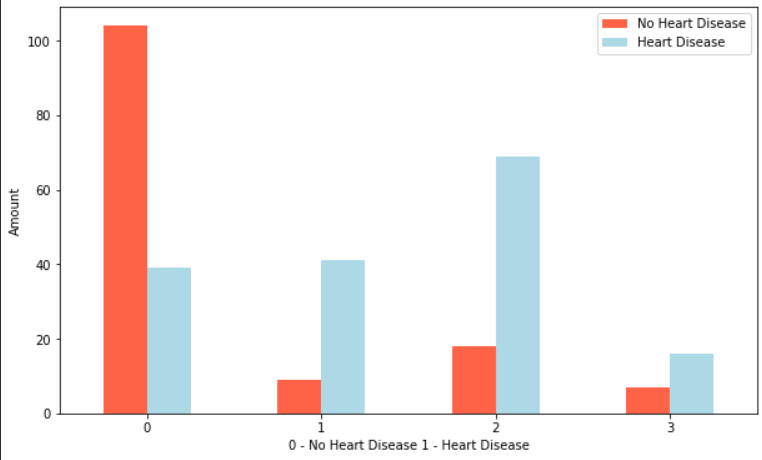 No Heart Disease
Heart Disease
100
80
60
40
20
0
Amount
0 1 2 3
0 - No Heart Disease 1 - Heart Disease